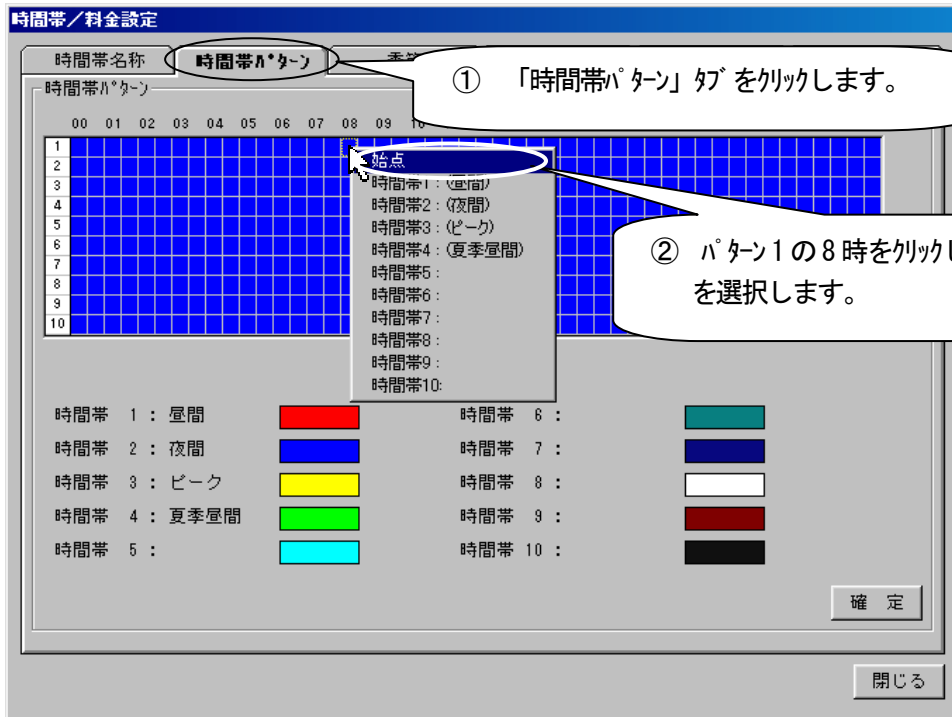 時間帯／料金設定
時間帯名称 時間帯ﾊﾟﾀｰﾝ
① 「時間帯ﾊﾟﾀｰﾝ」ﾀﾌﾞをｸﾘｯｸします。
時間帯ﾊﾟﾀｰﾝ
00 01 02 03 04 05 06 07 08 09 10
1
2
3
4
5
6
7
8
9
10
始点
時間帯1：(昼間)
時間帯2：(夜間)
時間帯3：(ピーク)
時間帯4：(夏季昼間)
時間帯5：
時間帯6：
時間帯7：
時間帯8：
時間帯9：
時間帯10:
② ﾊﾟﾀｰﾝ1の8時をｸﾘｯｸし
を選択します。
時間帯 1 ： 昼間
時間帯 2 ： 夜間
時間帯 3 ： ピーク
時間帯 4 ： 夏季昼間
時間帯 5 ：
時間帯 6 ：
時間帯 7 ：
時間帯 8 ：
時間帯 9 ：
時間帯 10 ：
確 定
閉じる